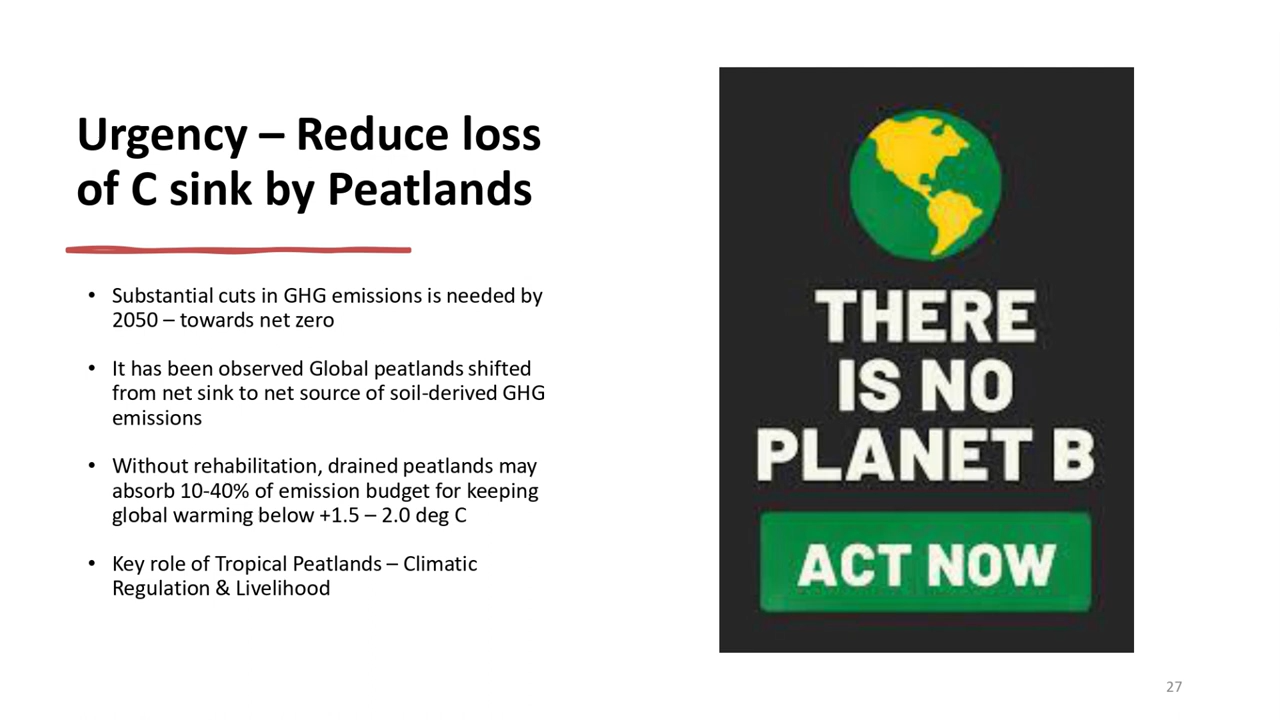 Urgency – Reduce loss
of C sink by Peatlands
• Substantial cuts in GHG emissions is needed by
2050 – towards net zero
• It has been observed Global peatlands shifted
from net sink to net source of soil-derived GHG
emissions
• Without rehabilitation, drained peatlands may
absorb 10-40% of emission budget for keeping
global warming below +1.5 – 2.0 deg C
• Key role of Tropical Peatlands – Climatic
Regulation & Livelihood
THERE
IS NO
PLANET B
ACT NOW
27